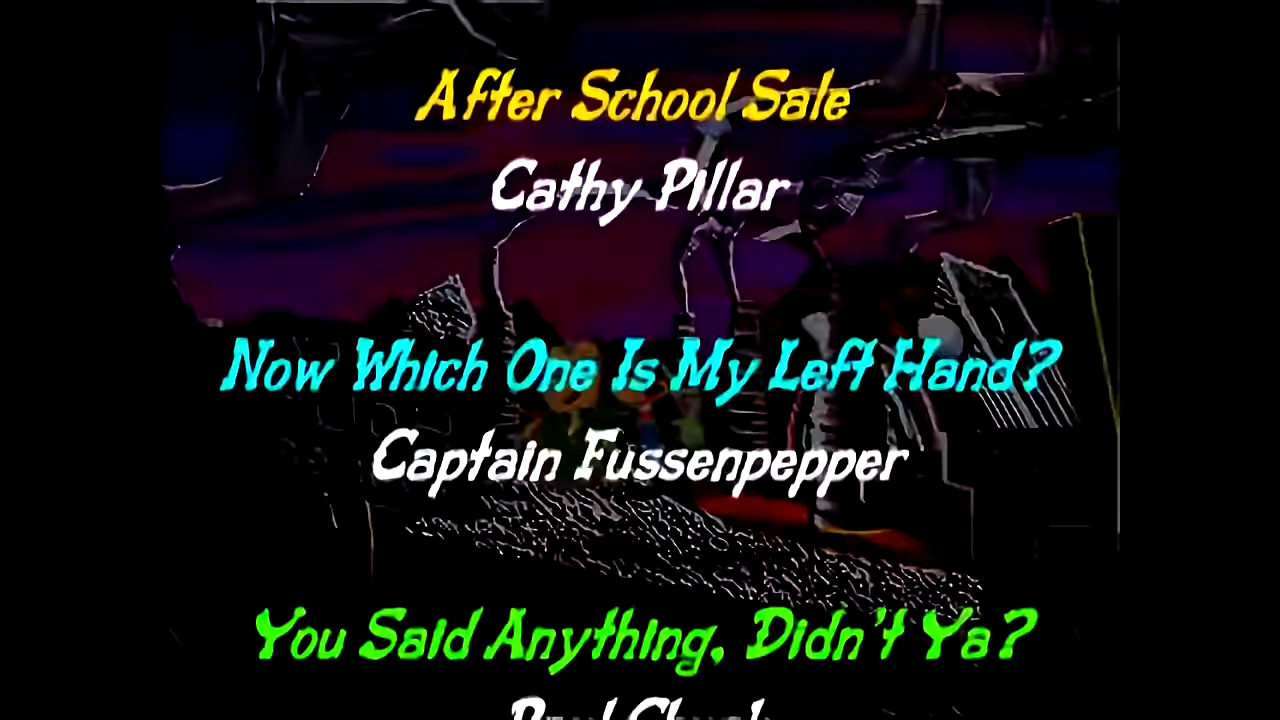 After School Sale
Cathy Pillar
Now Which One Is My Left Hand?
Captain Fussenpepper
You Said Anything, Didn't Ya?